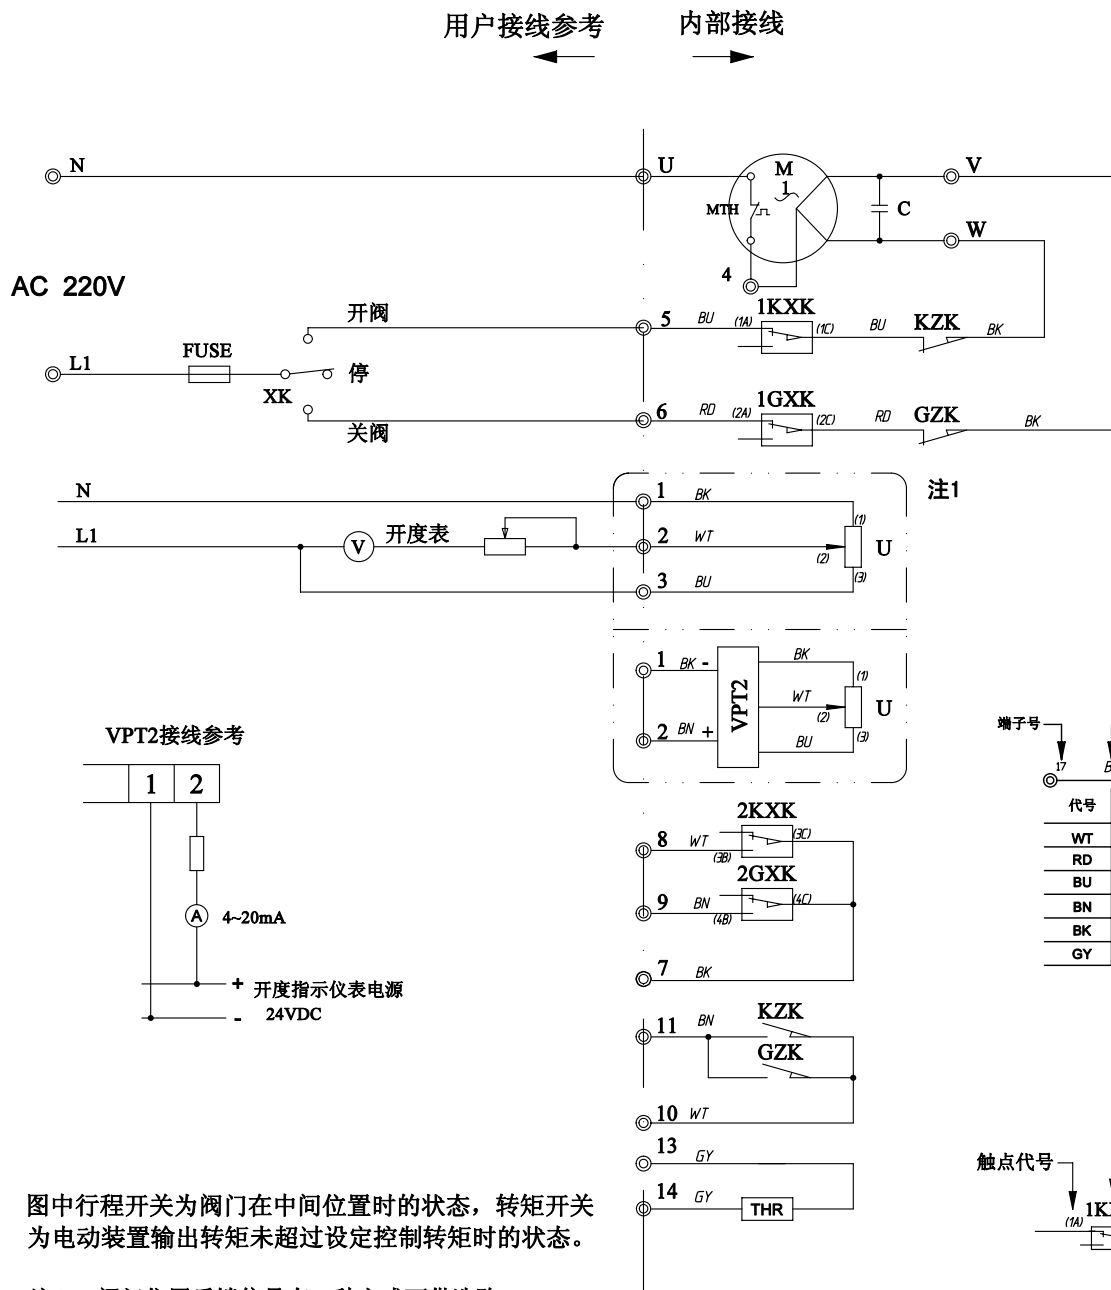 用户接线参考 内部接线
N U M 1 V
MTH C
W
4
AC 220V
开阀 5 BU (1A) 1KXK (1C) BU KZK BK
L1 FUSE XK 停
关阀 6 RD (2A) 1GXK (2C) RD GZK BK
注1
N 1 BK (1)
L1 V 开度表 2 WT (2) U
3 BU (3)
1 BK - VPT2 BK (1)
WT (2) U
2 BN + BU (3)
VPT2接线参考
1 2
A 4~20mA
+ 开度指示仪表电源
- 24VDC
端子号
17
代号
WT
RD
BU
BN
BK
GY
2KXK
8 WT (3B) (3C)
2GXK
9 BN (4B) (4C)
7 BK
11 BN KZK
GZK
10 WT
13 GY
14 GY THR
触点代号
(1A)
图中行程开关为阀门在中间位置时的状态，转矩开关
为电动装置输出转矩未超过设定控制转矩时的状态。